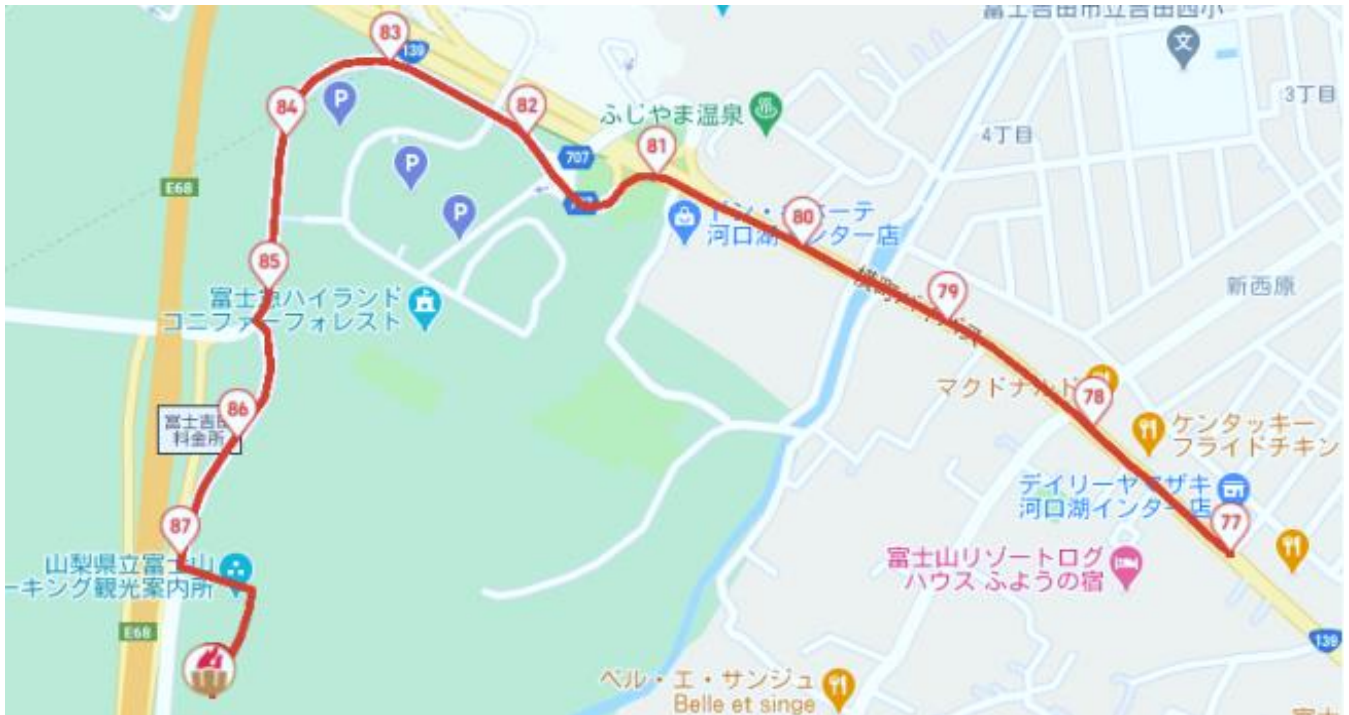 富士吉田市立吉田西小
83
139
84
P
82
ふじやま温泉
3丁目
4丁目
81
707
E68
P
P
80
河口湖インター店
79
新西原
85
富士急ハイランド
コニファーフォレスト
マクドナルド
78
ケンタッキー
フライドチキン
86
富士吉田
料金所
デイリーヤマザキ
河口湖インター店
77
87
山梨県立富士山
ーキング観光案内所
富士山リゾートログ
ハウス ふようの宿
E68
139
ベル・エ・サンジュ
Belle et singe